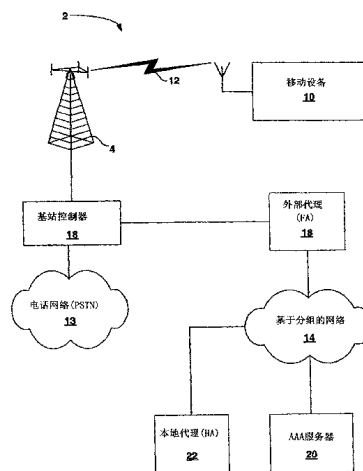 2
12
4
移动设备
10
基站控制器
18
外部代理
(FA)
18
电话网络(PSTN)
13
基于分组的网络
14
本地代理(HA)
22
AAA服务器
20